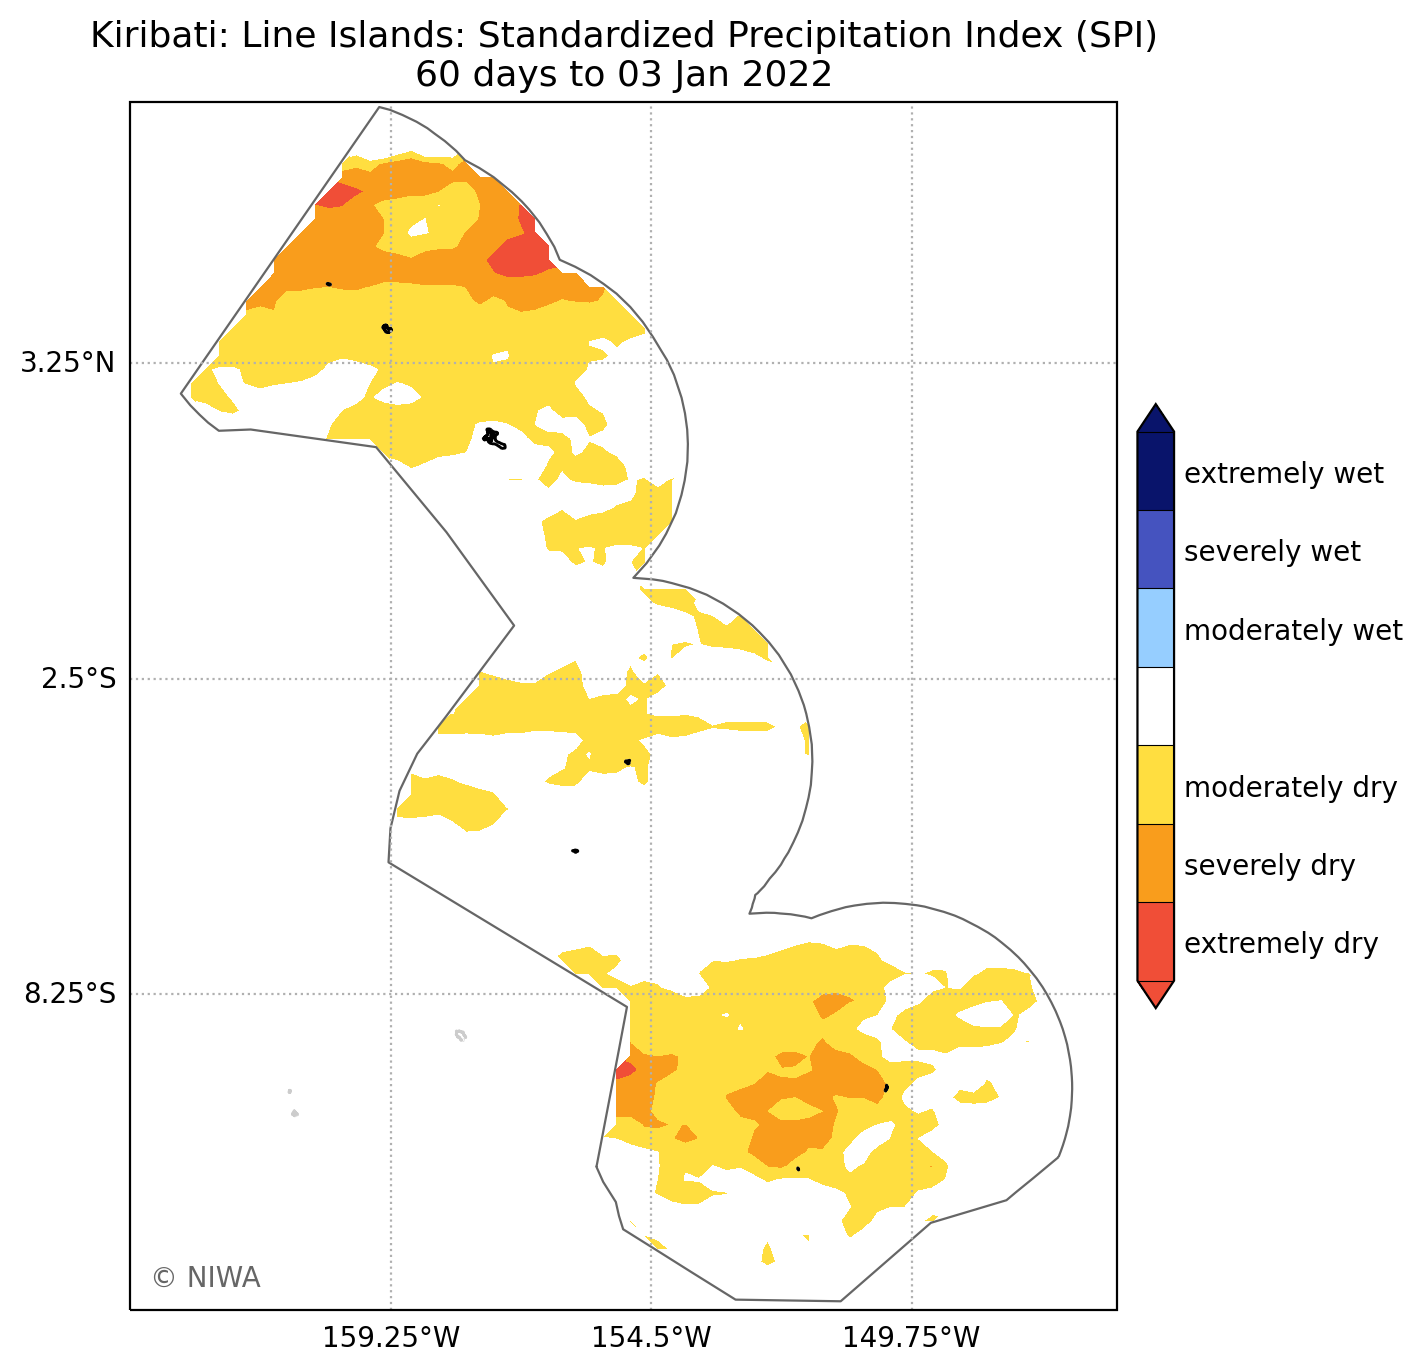 Kiribati: Line Islands: Standardized Precipitation Index (SPI)
60 days to 03 Jan 2022
3.25°N
2.5°S
8.25°S
159.25°W
154.5°W
149.75°W
© NIWA
extremely wet
severely wet
moderately wet
moderately dry
severely dry
extremely dry